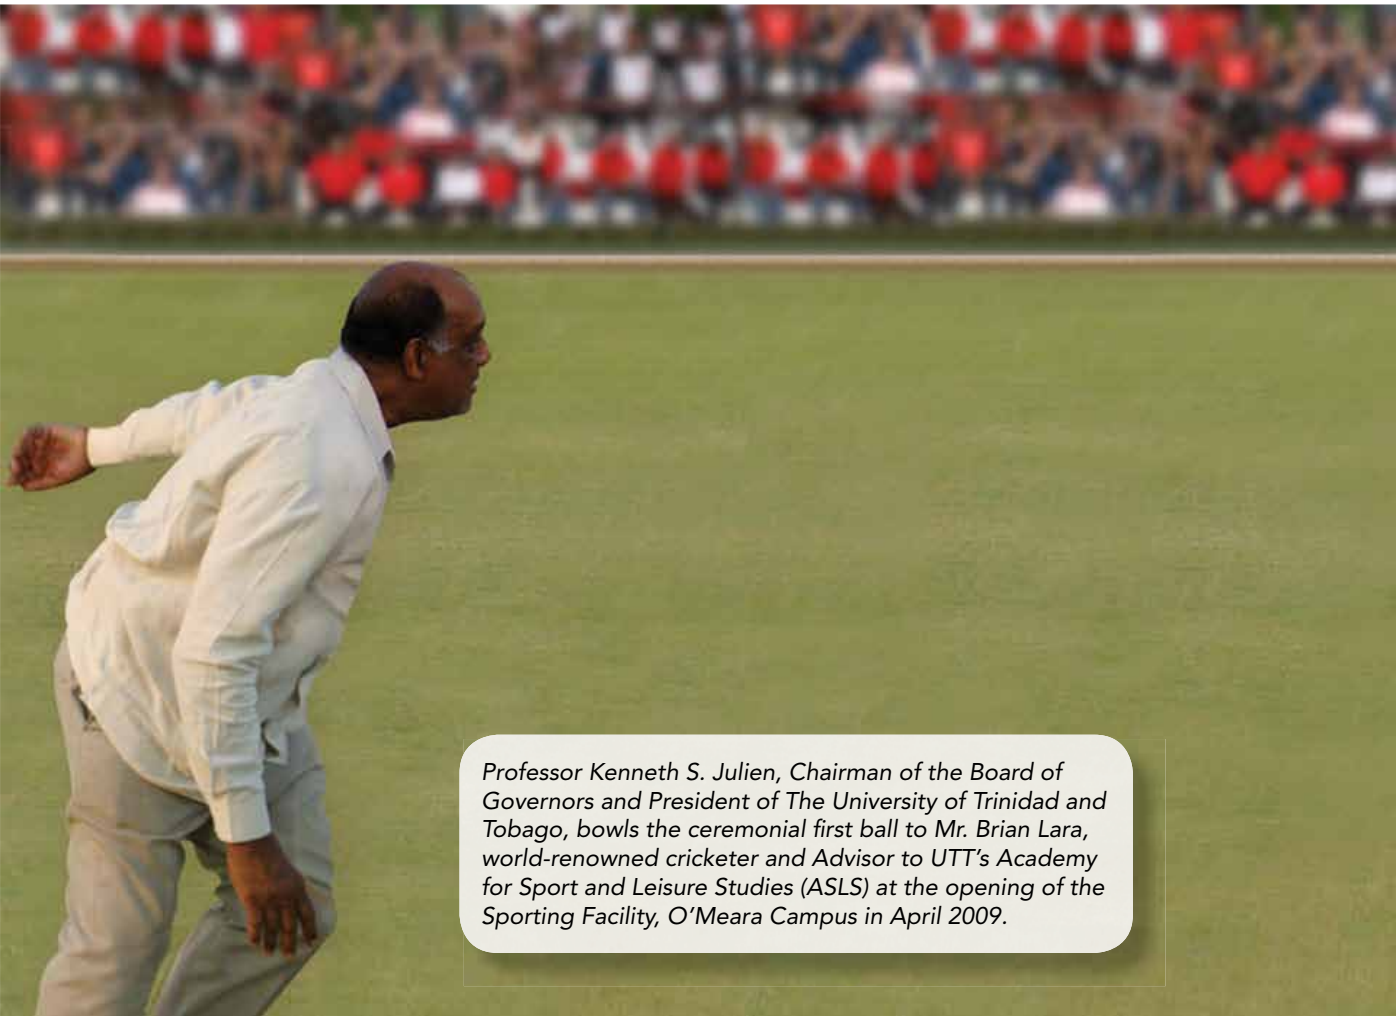 Professor Kenneth S. Julien, Chairman of the Board of
Governors and President of The University of Trinidad and
Tobago, bowls the ceremonial first ball to Mr. Brian Lara,
world-renowned cricketer and Advisor to UTT’s Academy
for Sport and Leisure Studies (ASLS) at the opening of the
Sporting Facility, O’Meara Campus in April 2009.